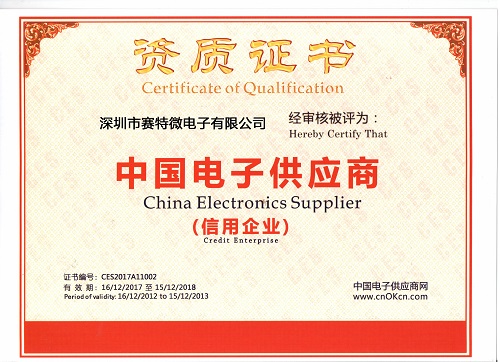 资质证书
Certificate of Qualification
深圳市赛特微电子有限公司 经审核被评为：
Hereby Certify That
中国电子供应商
China Electronics Supplier
(信用企业)
Credit Enterprise
证书编号：CES2017A11002
有 效 期：16/12/2017 至 15/12/2018
Period of validity: 16/12/2012 to 15/12/2013
中国电子供应商网
www.cnOKcn.com